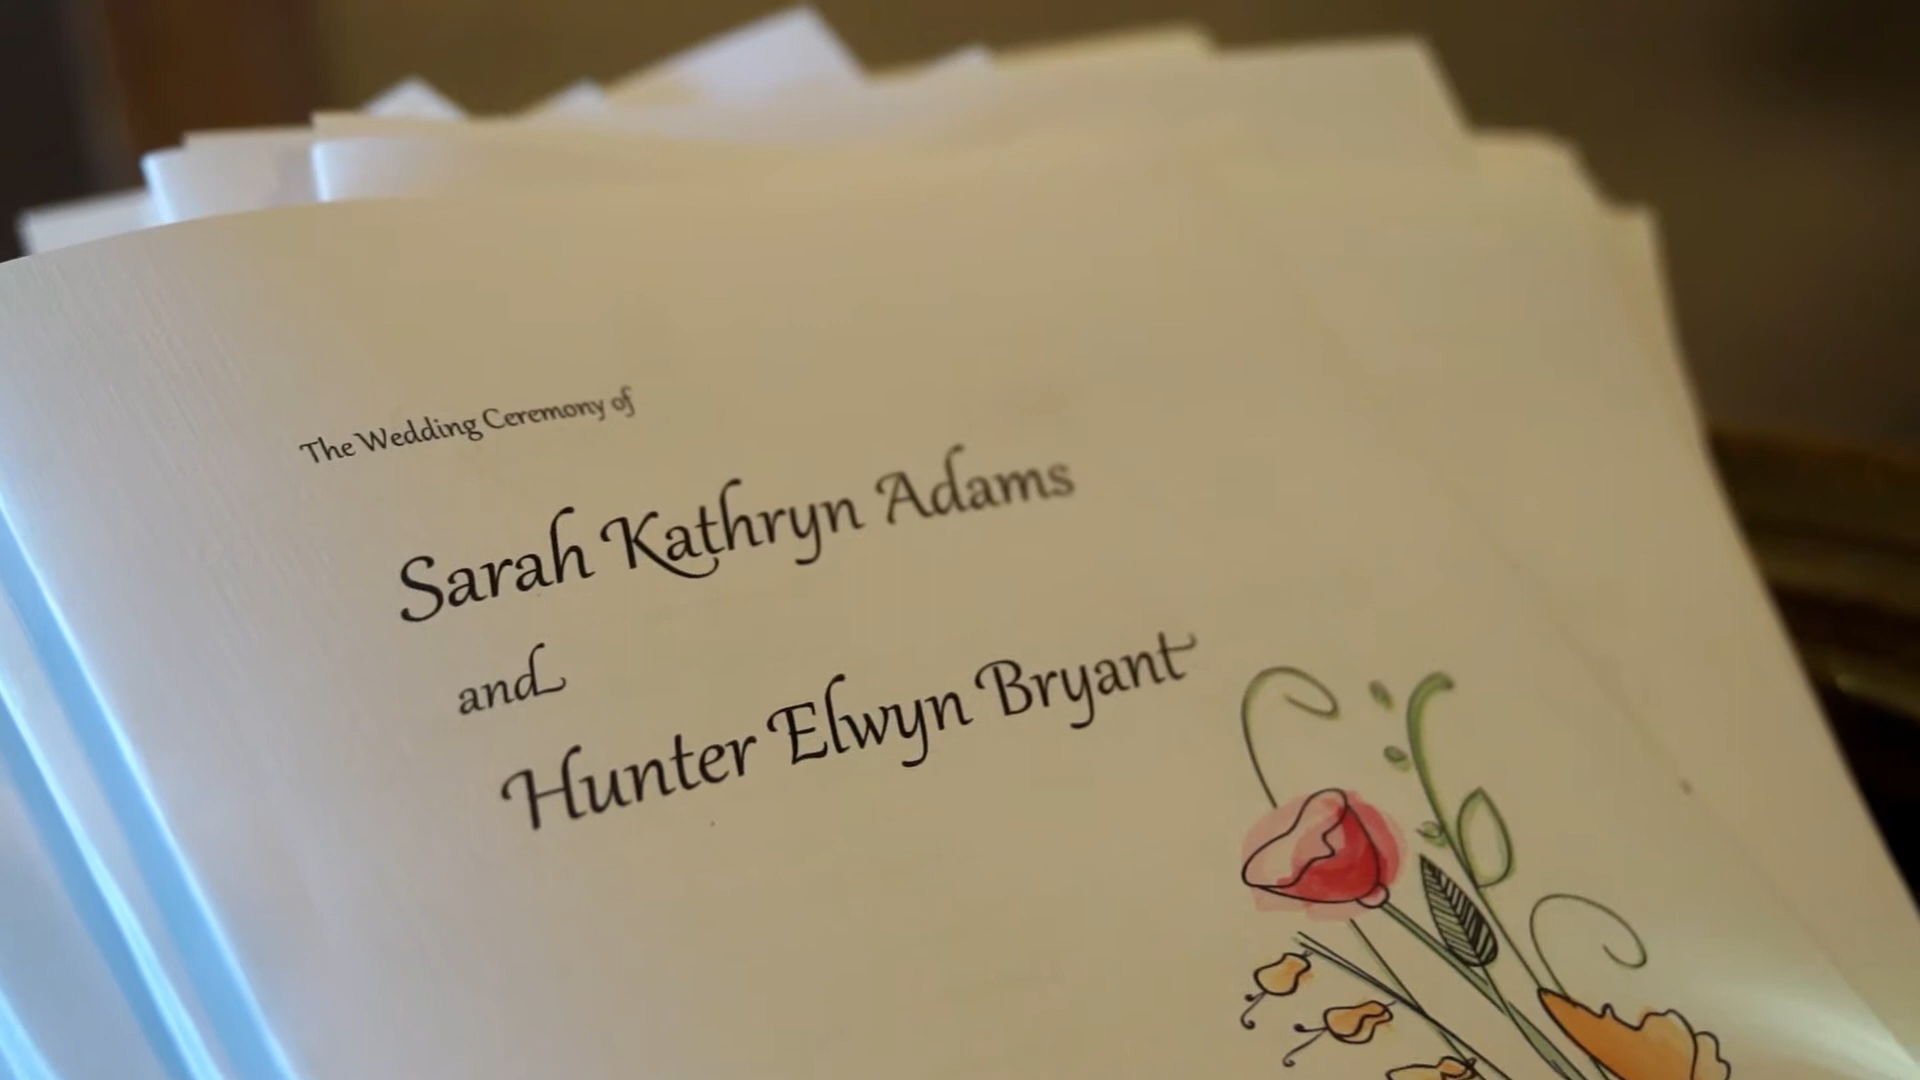 The Wedding Ceremony of
Sarah Kathryn Adams
and
Hunter Elwyn Bryant